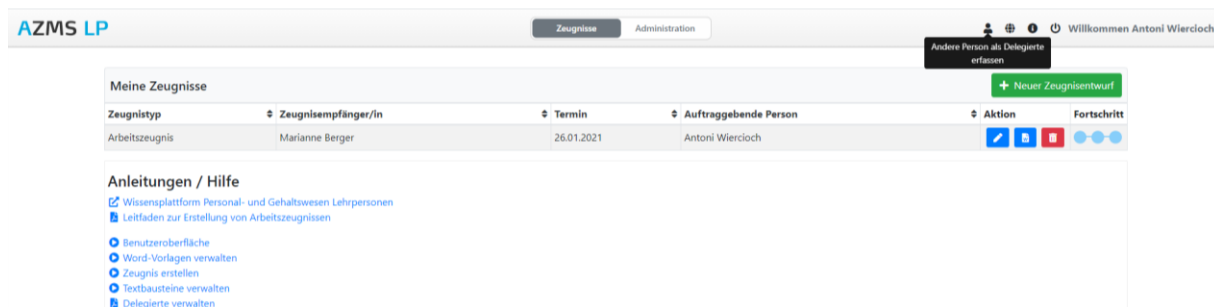 AZMS LP
Zeugnisse Administration
Willkommen Antoni Wiercioch
Andere Person als Delegierte
erfassen
Meine Zeugnisse
+ Neuer Zeugnisentwurf
Zeugnistyp Zeugnisempfänger/in Termin Auftraggebende Person Aktion Fortschritt
Arbeitszeugnis Marianne Berger 26.01.2021 Antoni Wiercioch
Anleitungen / Hilfe
Wissensplattform Personal- und Gehaltswesen Lehrpersonen
Leitfaden zur Erstellung von Arbeitszeugnissen
Benutzeroberfläche
Word-Vorlagen verwalten
Zeugnis erstellen
Textbausteine verwalten
Delegierte verwalten